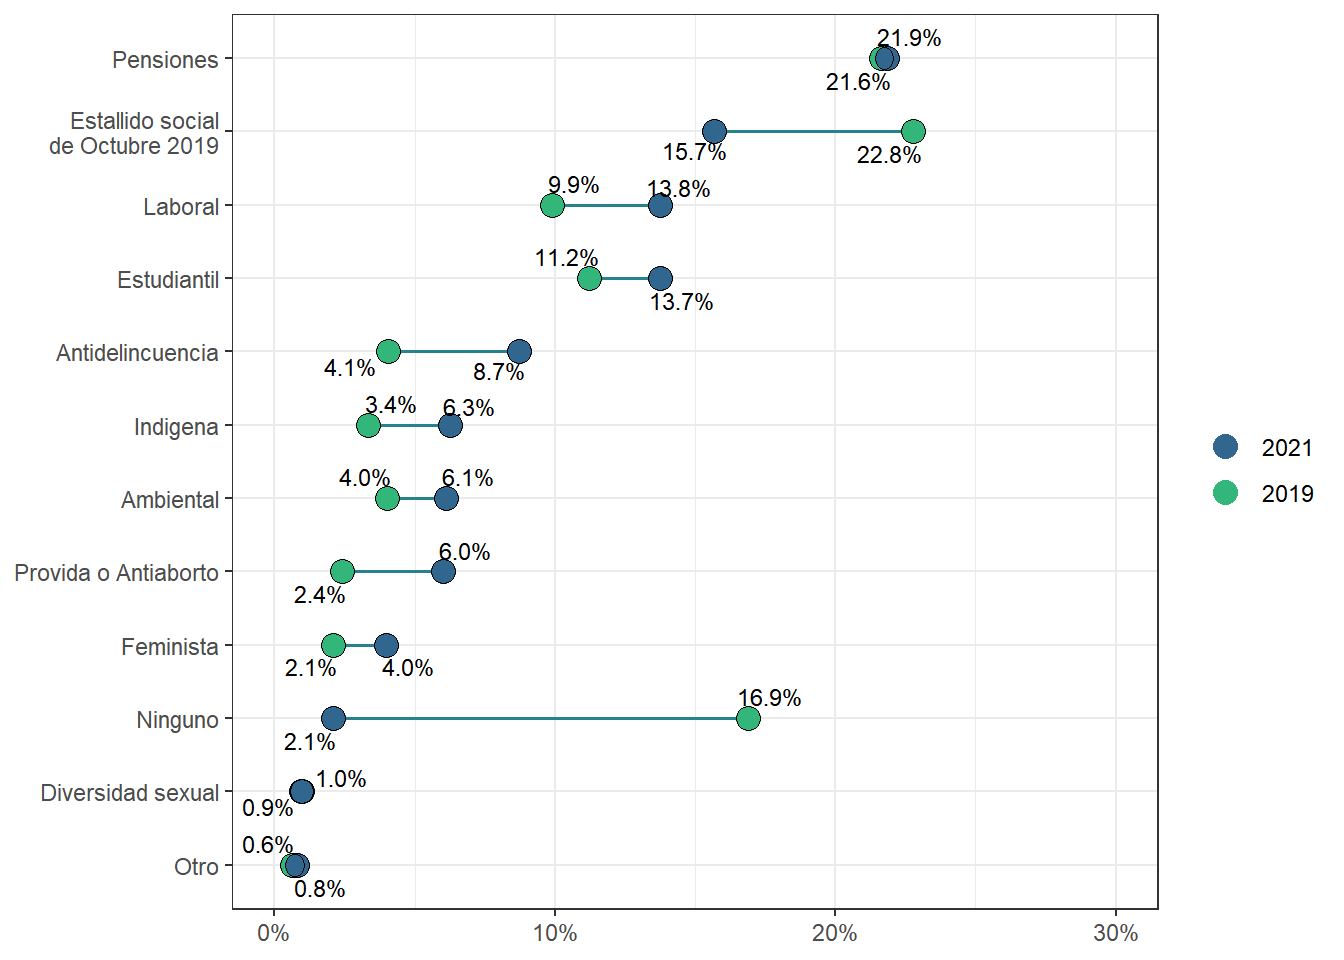 21.9%
Pensiones
21.6%
Estallido social
de Octubre 2019
15.7%
22.8%
9.9%
13.8%
Laboral
11.2%
Estudiantil
13.7%
Antidelincuencia
4.1%
8.7%
3.4%
6.3%
Indigena
4.0%
6.1%
Ambiental
6.0%
Provida o Antiaborto
2.4%
Feminista
2.1%
4.0%
16.9%
Ninguno
2.1%
1.0%
Diversidad sexual
0.9%
0.6%
Otro
0.8%
0%
10%
20%
30%
2021
2019